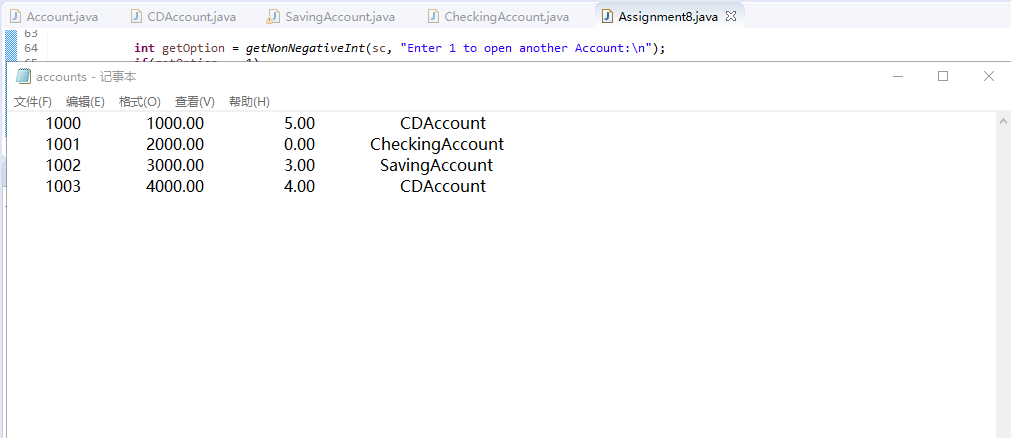 Account.java CDAccount.java SavingAccount.java CheckingAccount.java Assignment8.java
63
64 int getOption = getNonNegativeInt(sc, "Enter 1 to open another Account:\n");
accounts - 记事本
文件(F) 编辑(E) 格式(O) 查看(V) 帮助(H)
1000 1000.00 5.00 CDAccount
1001 2000.00 0.00 CheckingAccount
1002 3000.00 3.00 SavingAccount
1003 4000.00 4.00 CDAccount